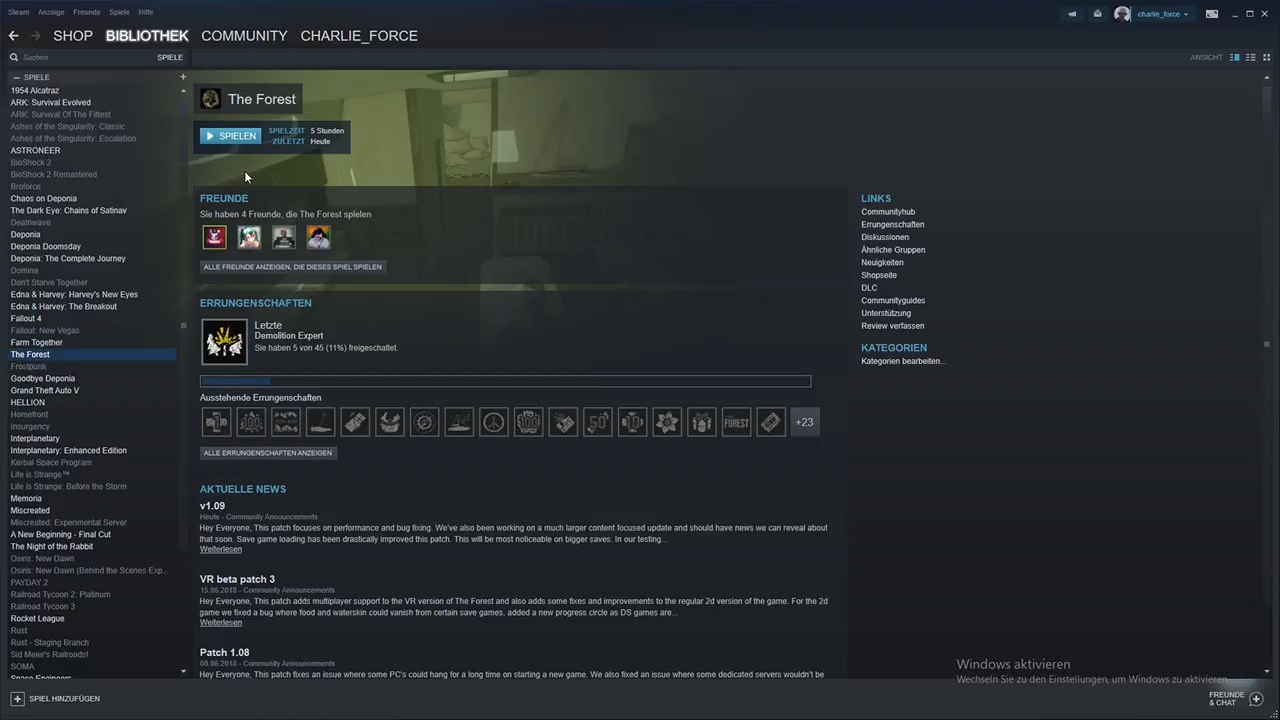 Steam Anzeige Freunde Spiele Hilfe
charlie_force
SHOP BIBLIOTHEK COMMUNITY CHARLIE_FORCE
Suchen SPIELE
ANSICHT
SPIELE
1954 Alcatraz
ARK: Survival Evolved
ARK: Survival Of The Fittest
Ashes of the Singularity: Classic
Ashes of the Singularity: Escalation
ASTRONEER
BioShock 2
BioShock 2 Remastered
Broforce
Chaos on Deponia
The Dark Eye: Chains of Satinav
Deathwave
Deponia
Deponia Doomsday
Deponia: The Complete Journey
Domina
Don't Starve Together
Edna & Harvey: Harvey's New Eyes
Edna & Harvey: The Breakout
Fallout 4
Fallout: New Vegas
Farm Together
The Forest
Frostpunk
Goodbye Deponia
Grand Theft Auto V
HELLION
Homefront
Insurgency
Interplanetary
Interplanetary: Enhanced Edition
Kerbal Space Program
Life is Strange™
Life is Strange: Before the Storm
Memoria
Miscreated
Miscreated: Experimental Server
A New Beginning - Final Cut
The Night of the Rabbit
Osiris: New Dawn
Osiris: New Dawn (Behind the Scenes Exp...
PAYDAY 2
Railroad Tycoon 2: Platinum
Railroad Tycoon 3
Rocket League
Rust
Rust - Staging Branch
Sid Meier's Railroads!
SOMA
Space Engineers
SPIEL HINZUFÜGEN
The Forest
SPIELEN
SPIELZEIT 5 Stunden
ZULETZT Heute
FREUNDE
Sie haben 4 Freunde, die The Forest spielen
ALLE FREUNDE ANZEIGEN, DIE DIESES SPIEL SPIELEN
ERRUNGENSCHAFTEN
Letzte
Demolition Expert
Sie haben 5 von 45 (11%) freigeschaltet.
Ausstehende Errungenschaften
+23
ALLE ERRUNGENSCHAFTEN ANZEIGEN
AKTUELLE NEWS
v1.09
Heute - Community Announcements
Hey Everyone, This patch focuses on performance and bug fixing. We've also been working on a much larger content focused update and should have news we can reveal about
that soon. Save game loading has been drastically improved this patch. This will be most noticeable on bigger saves. In our testing...
Weiterlesen
VR beta patch 3
15.06.2018 - Community Announcements
Hey Everyone, This patch adds multiplayer support to the VR version of The Forest and also adds some fixes and improvements to the regular 2d version of the game. For the 2d
game we fixed a bug where food and waterskin could vanish from certain save games, added a new progress circle as DS games are...
Weiterlesen
Patch 1.08
08.06.2018 - Community Announcements
Hey Everyone, This patch fixes an issue where some PC's could hang for a long time on starting a new game. We also fixed an issue where some dedicated servers wouldn't be
LINKS
Communityhub
Errungenschaften
Diskussionen
Ähnliche Gruppen
Neuigkeiten
Shopseite
DLC
Communityguides
Unterstützung
Review verfassen
KATEGORIEN
Kategorien bearbeiten...
Windows aktivieren
Wechseln Sie zu den Einstellungen, um Windows zu aktivieren.
FREUNDE
& CHAT